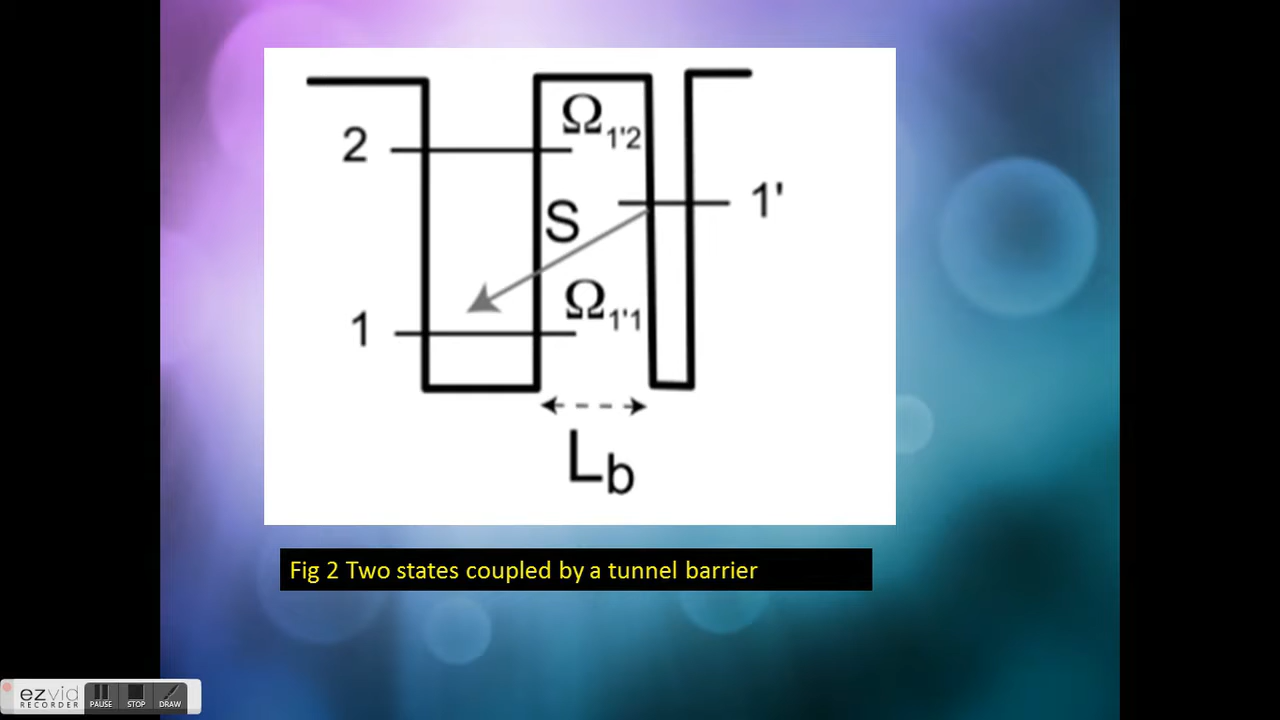 Ω1'2
2
1'
S
Ω1'1
1
Lb
Fig 2 Two states coupled by a tunnel barrier
ezvid
RECORDER
PAUSE
STOP
DRAW